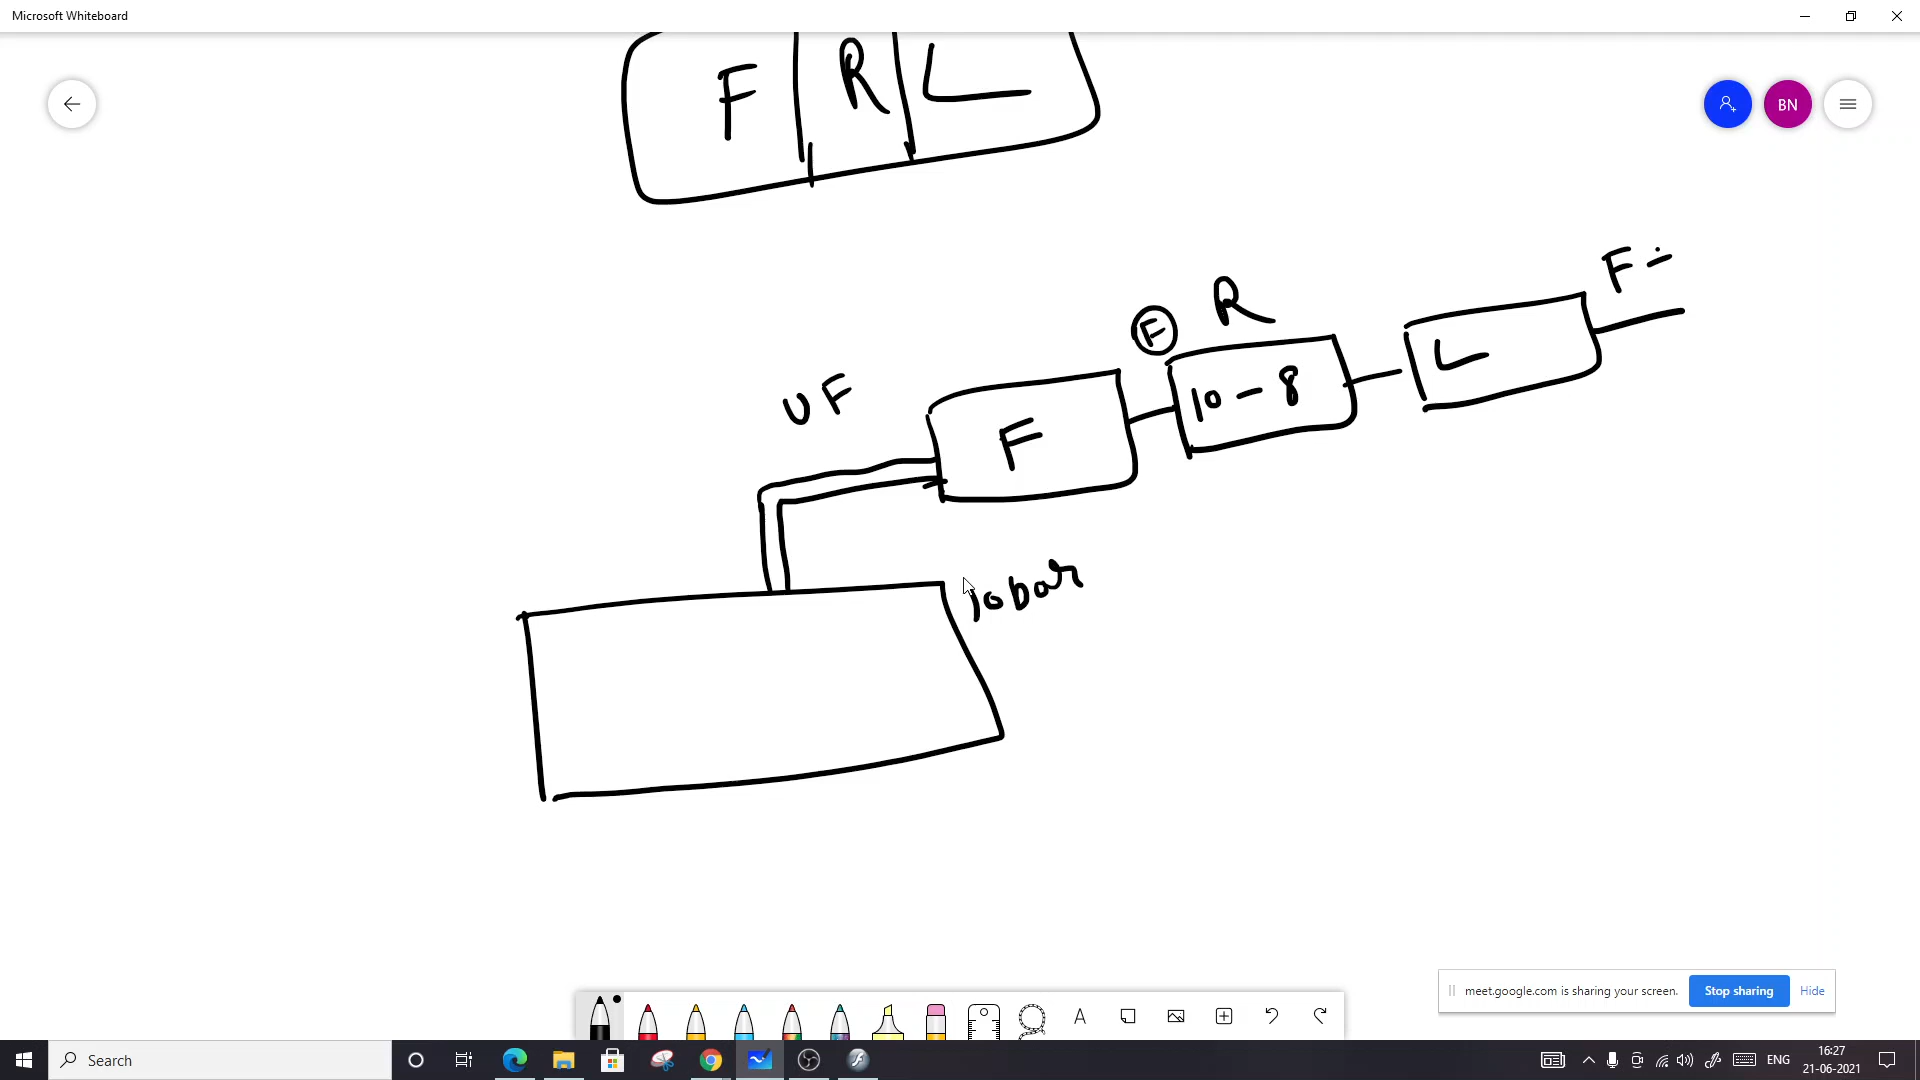 Microsoft Whiteboard
F R L
BN
F÷
R
F
L
10-8
UF
F
10bar
meet.google.com is sharing your screen. Stop sharing Hide
A
Search
ENG
16:27
21-06-2021